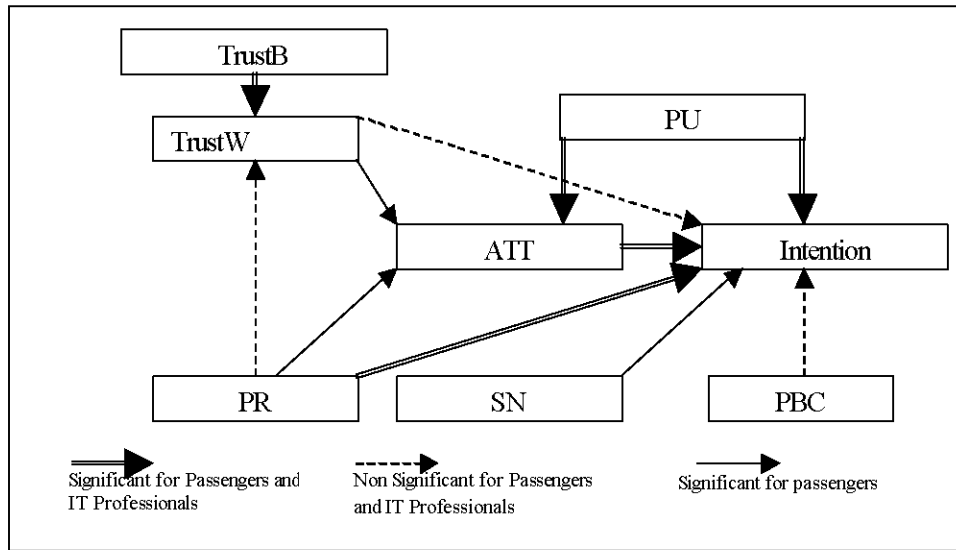 TrustB
TrustW
PU
ATT
Intention
PR
SN
PBC
Significant for Passengers and
IT Professionals
Non Significant for Passengers
and IT Professionals
Significant for passengers